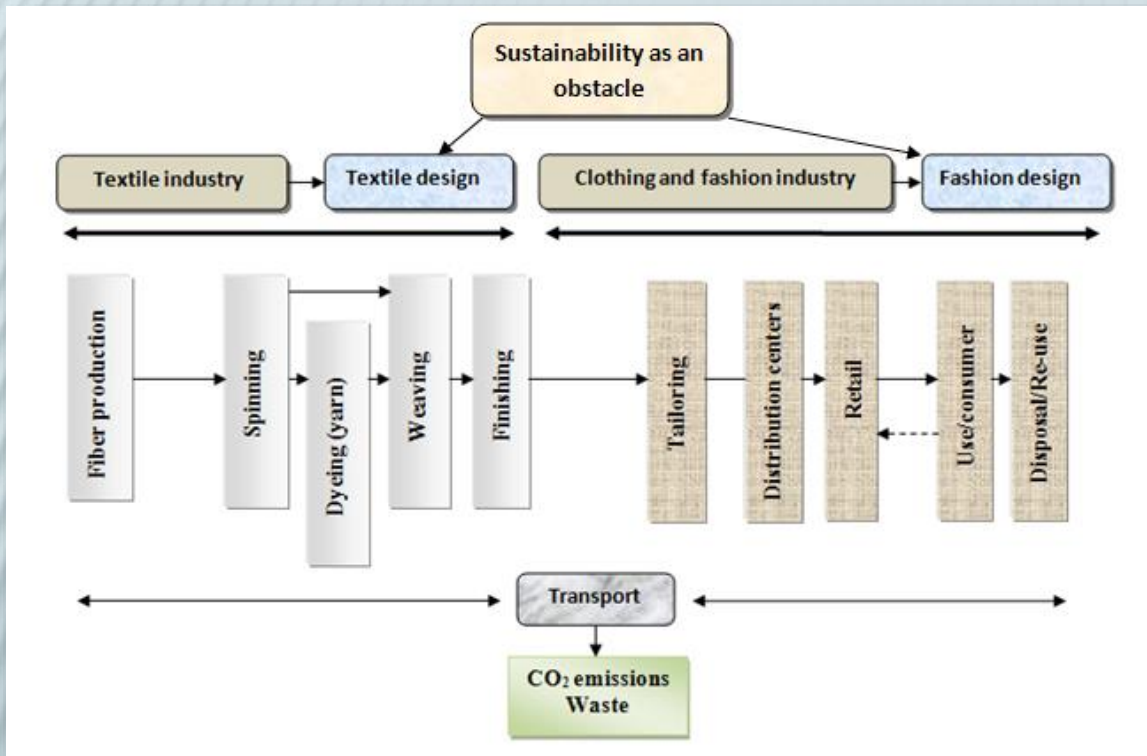 Sustainability as an
obstacle
Textile industry
Textile design
Clothing and fashion industry
Fashion design
Fiber production
Spinning
Dyeing (yarn)
Weaving
Finishing
Tailoring
Distribution centers
Retail
Use/consumer
Disposal/Re-use
Transport
CO₂ emissions
Waste